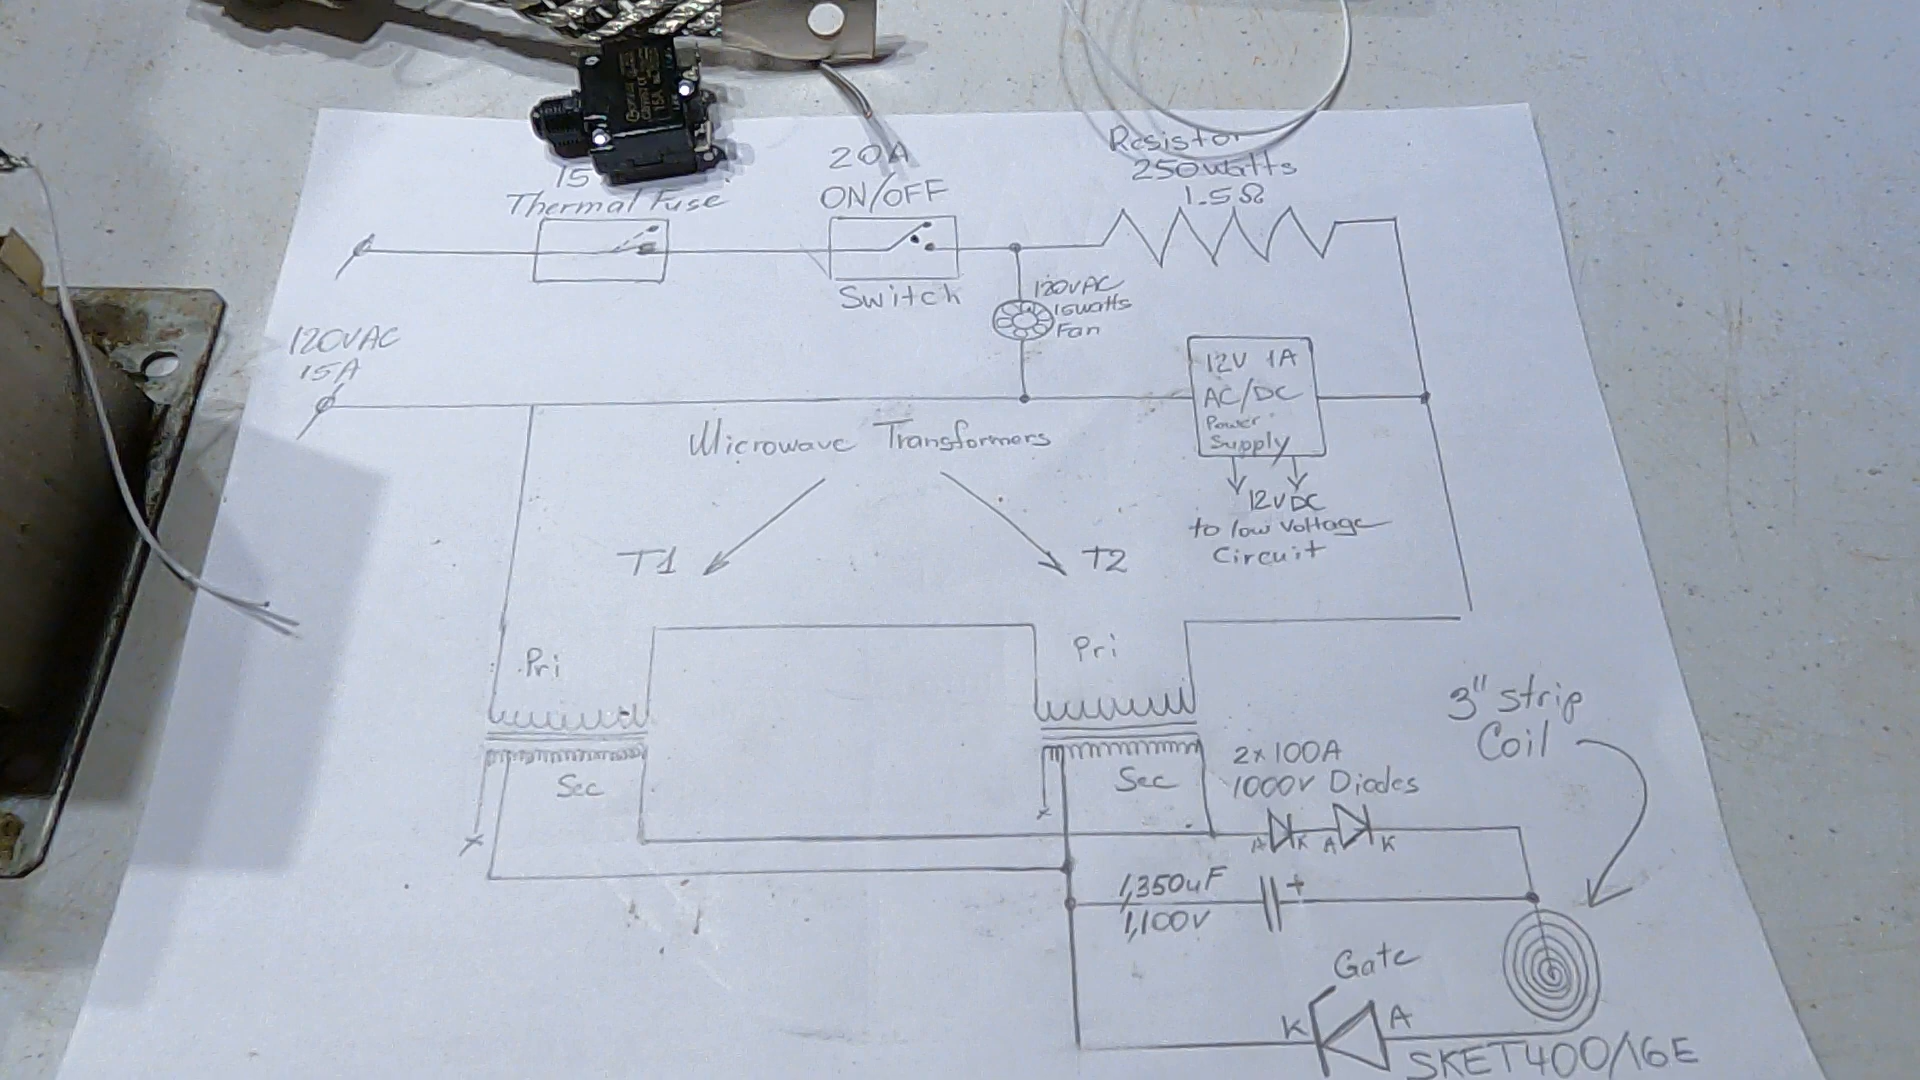 15A
15
Thermal Fuse
20A
ON/OFF
Switch
Resistor
250watts
1.5Ω
120VAC
15watts
Fan
120VAC
15A
12V 1A
AC/DC
Power
Supply
12VDC
to low Voltage
Circuit
Microwave Transformers
T1
T2
Pri
Pri
Sec
Sec
2x100A
1000V Diodes
A K A K
3" strip
Coil
1,350uF
1,100V
+
Gate
K
A
SKET400/16E